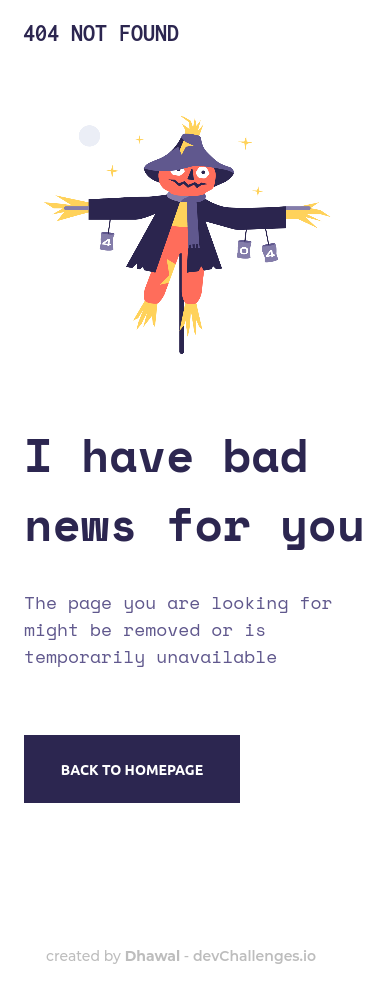 404 NOT FOUND
4
0
4
I have bad
news for you
The page you are looking for
might be removed or is
temporarily unavailable
BACK TO HOMEPAGE
created by Dhawal - devChallenges.io